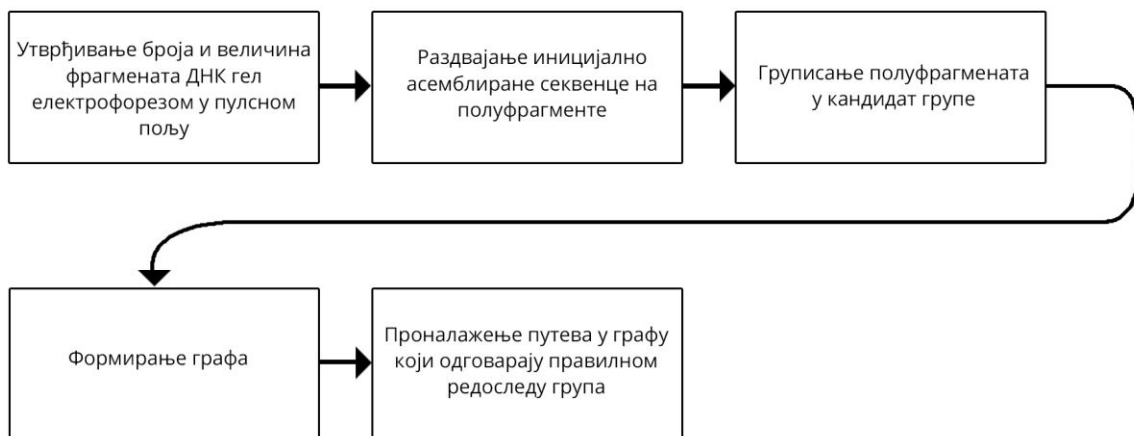 Утврђивање броја и величина
фрагмената ДНК гел
електрофорезом у пулсном
пољу
Раздвајање иницијално
асемблиране секвенце на
полуфрагменте
Груписање полуфрагмената
у кандидат групе
Формирање графа
Проналажење путева у графу
који одговарају правилном
редоследу група